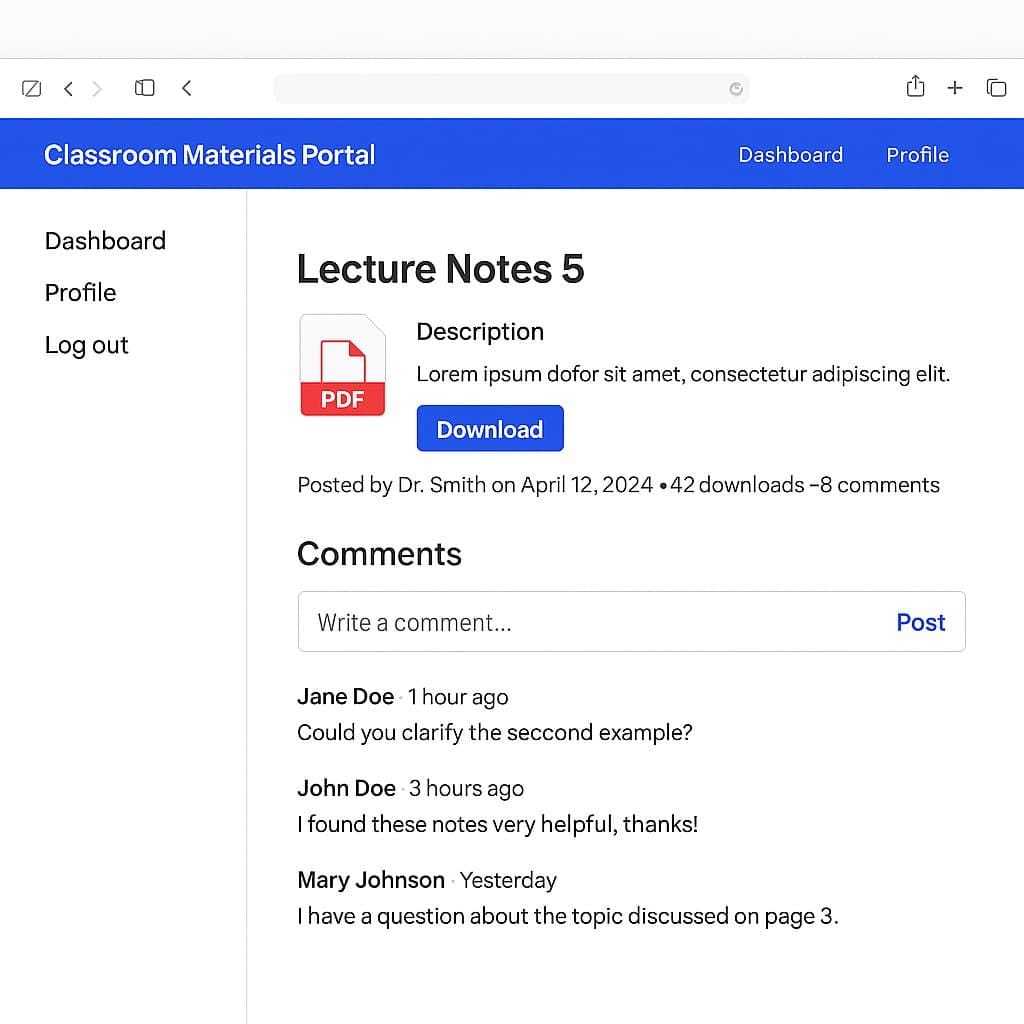 Classroom Materials Portal
Dashboard Profile
Dashboard
Profile
Log out
Lecture Notes 5
PDF
Description
Lorem ipsum dofor sit amet, consectetur adipiscing elit.
Download
Posted by Dr. Smith on April 12, 2024 • 42 downloads –8 comments
Comments
Write a comment... Post
Jane Doe · 1 hour ago
Could you clarify the seccond example?
John Doe · 3 hours ago
I found these notes very helpful, thanks!
Mary Johnson · Yesterday
I have a question about the topic discussed on page 3.